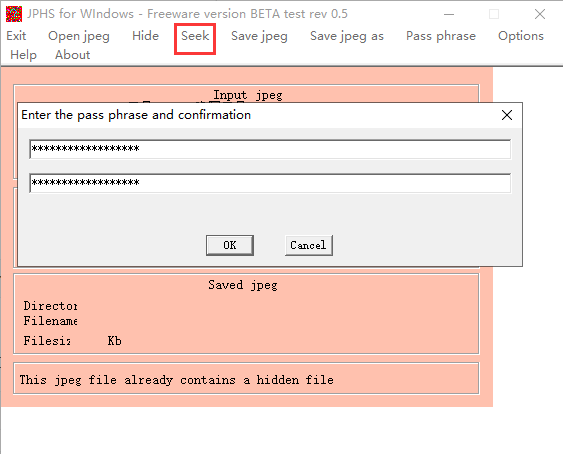 JPHS for WIndows - Freeware version BETA test rev 0.5
Exit Open jpeg Hide Seek Save jpeg Save jpeg as Pass phrase Options
Help About
Input jpeg
Enter the pass phrase and confirmation
******************
******************
OK Cancel
Saved jpeg
Director
Filename
Filesiz Kb
This jpeg file already contains a hidden file